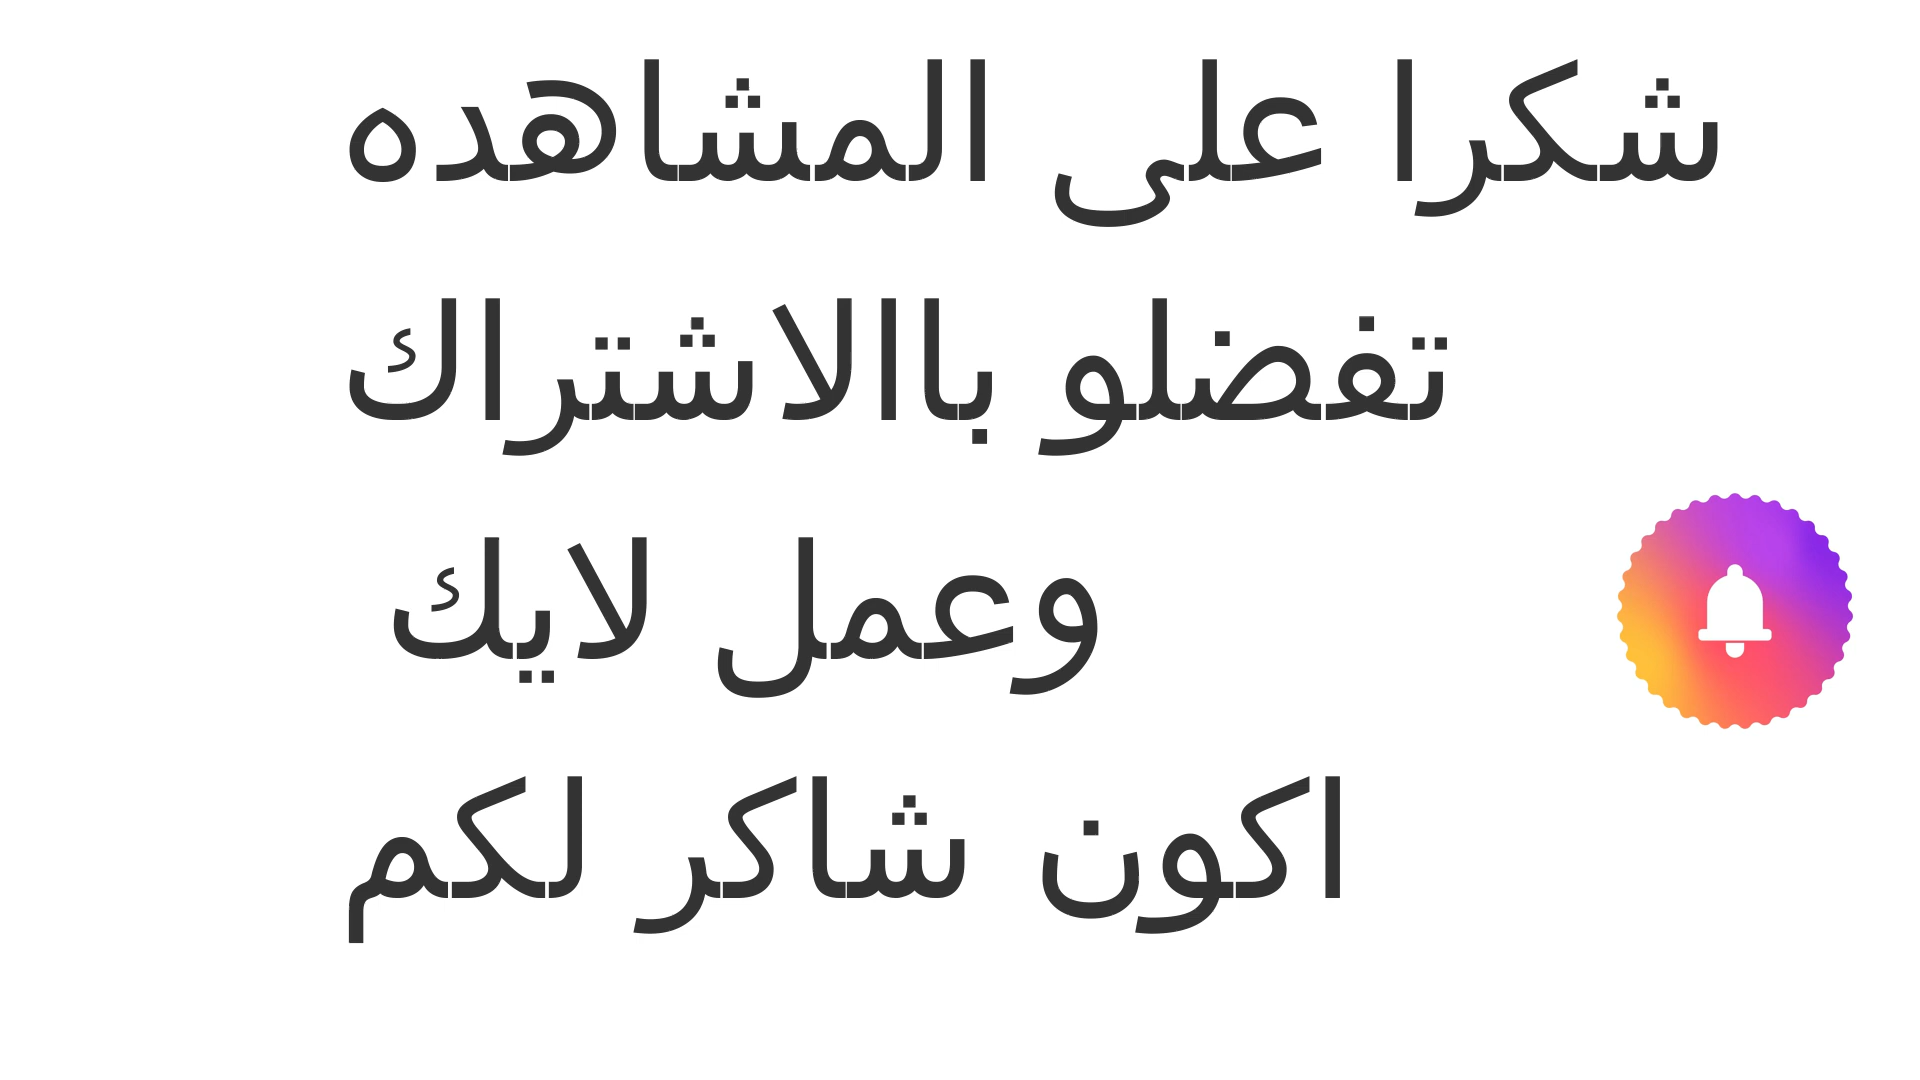 شكرا على المشاهده
تفضلو باالاشتراك
وعمل لايك
اكون شاكر لكم